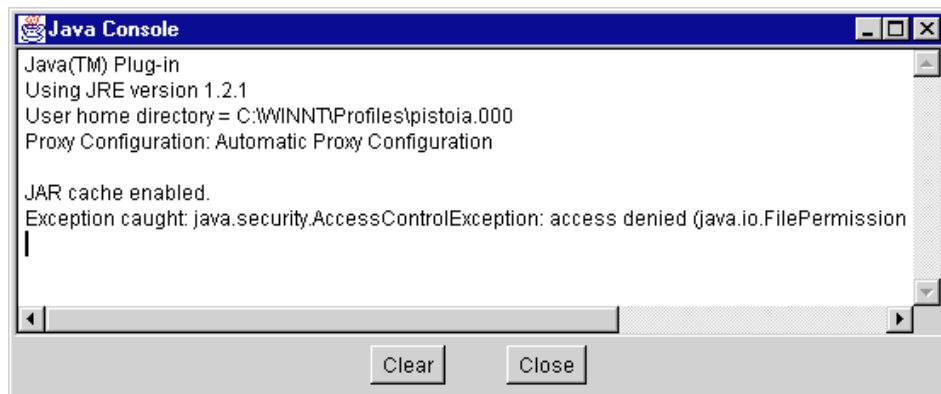 Java Console
Java(TM) Plug-in
Using JRE version 1.2.1
User home directory = C:\WINNT\Profiles\pistoia.000
Proxy Configuration: Automatic Proxy Configuration
JAR cache enabled.
Exception caught: java.security.AccessControlException: access denied (java.io.FilePermission
Clear Close